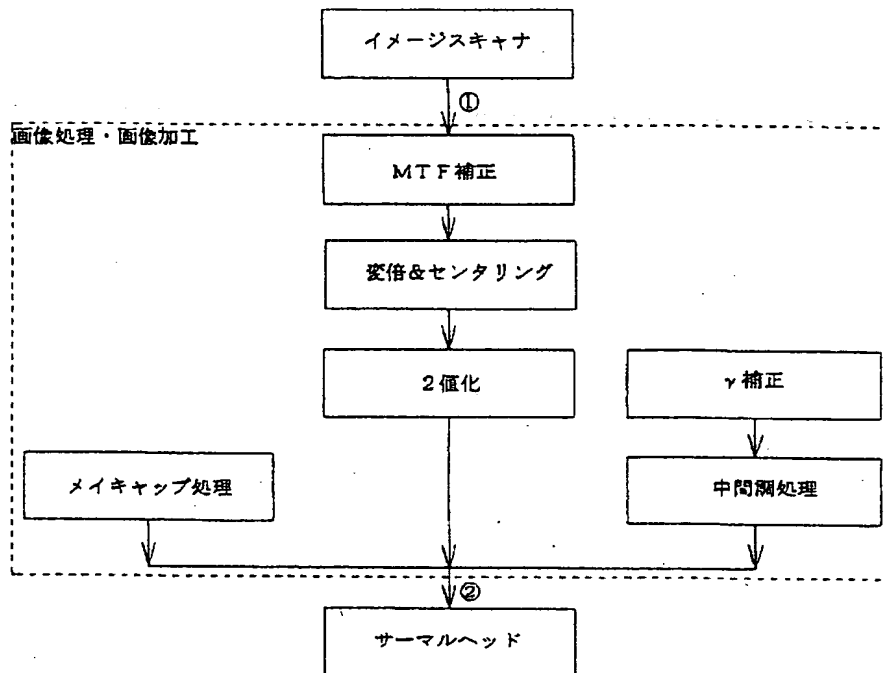 イメージスキャナ
①
画像処理・画像加工
MTF補正
変倍&センタリング
2値化
γ補正
メイキャップ処理
中間調処理
②
サーマルヘッド